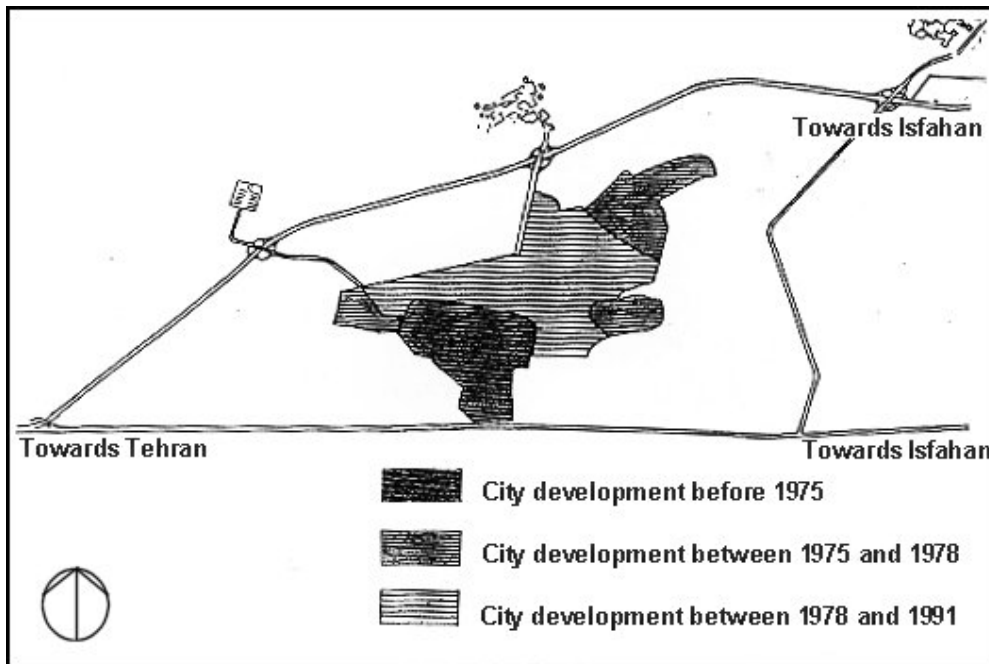 Towards Isfahan
Towards Tehran
Towards Isfahan
City development before 1975
City development between 1975 and 1978
City development between 1978 and 1991